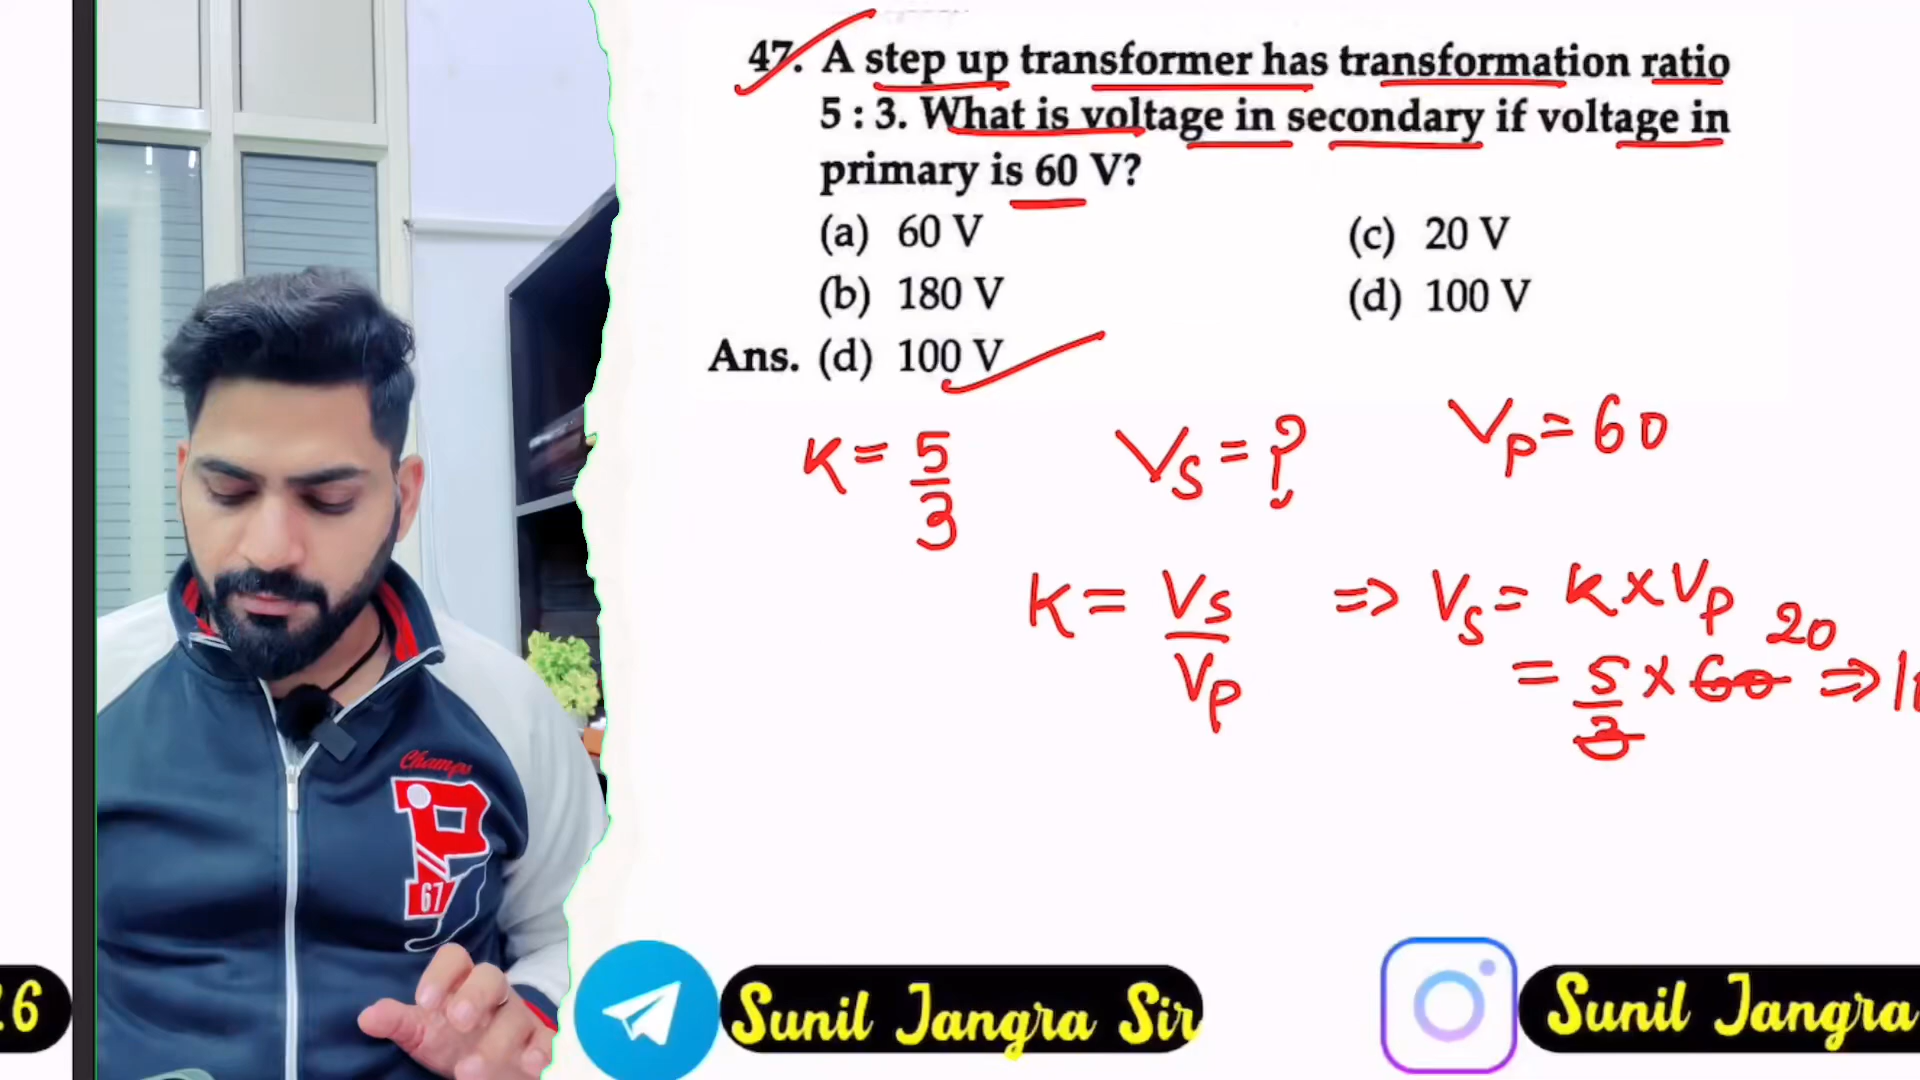 47. A step up transformer has transformation ratio
5 : 3. What is voltage in secondary if voltage in
primary is 60 V?
(a) 60 V (c) 20 V
(b) 180 V (d) 100 V
Ans. (d) 100 V
K = 5/3 Vs = ? Vp = 60
K = Vs/Vp ⇒ Vs = K × Vp
= 5/3 × 60 20 ⇒
Champs
P
67
Sunil Jangra Sir
Sunil Jangra